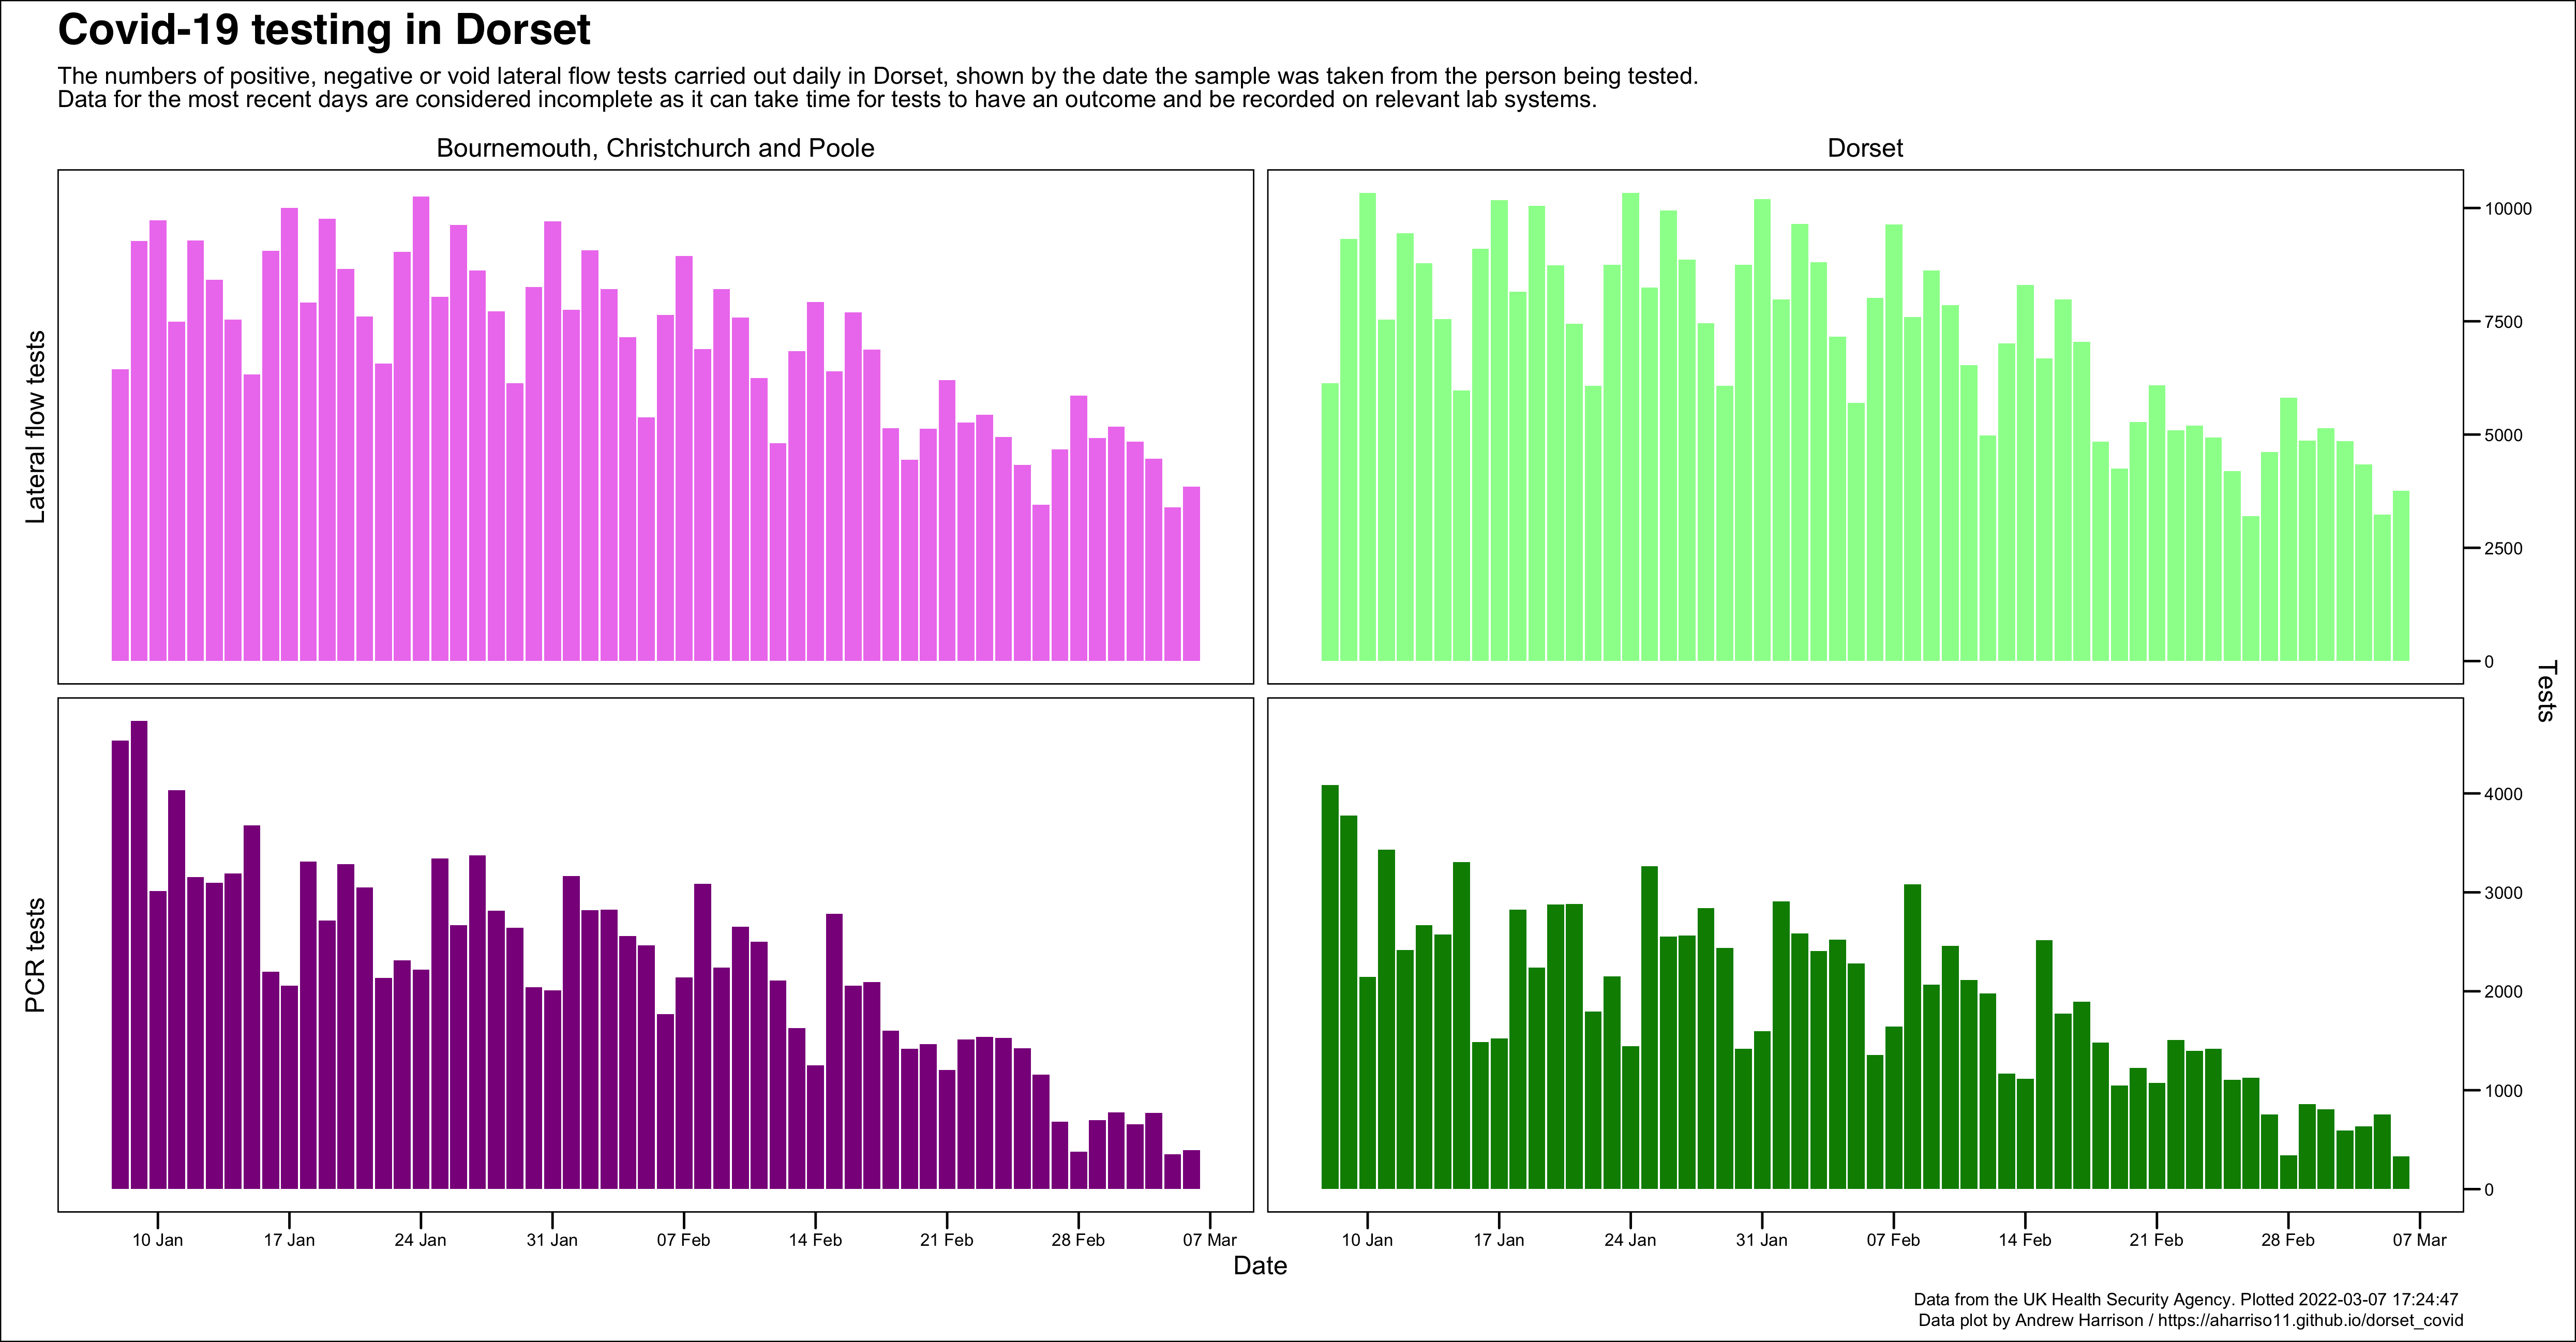 Covid-19 testing in Dorset
The numbers of positive, negative or void lateral flow tests carried out daily in Dorset, shown by the date the sample was taken from the person being tested.
Data for the most recent days are considered incomplete as it can take time for tests to have an outcome and be recorded on relevant lab systems.
Bournemouth, Christchurch and Poole
Dorset
Lateral flow tests
10000
7500
5000
2500
0
Tests
PCR tests
4000
3000
2000
1000
0
10 Jan 17 Jan 24 Jan 31 Jan 07 Feb 14 Feb 21 Feb 28 Feb 07 Mar
10 Jan 17 Jan 24 Jan 31 Jan 07 Feb 14 Feb 21 Feb 28 Feb 07 Mar
Date
Data from the UK Health Security Agency. Plotted 2022-03-07 17:24:47
Data plot by Andrew Harrison / https://aharriso11.github.io/dorset_covid